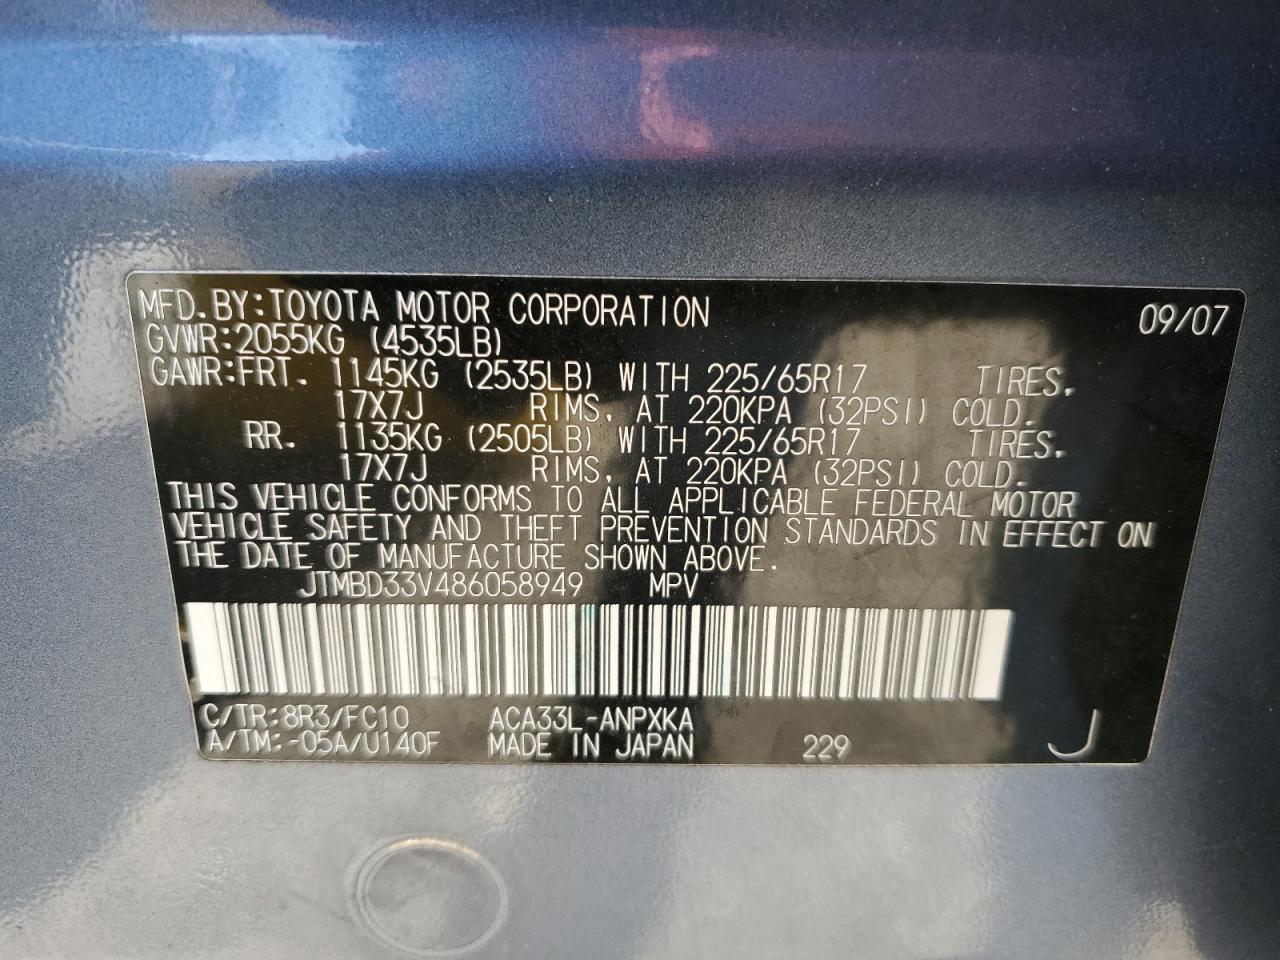 MFD.BY:TOYOTA MOTOR CORPORATION 09/07
GVWR:2055KG (4535LB)
GAWR:FRT. 1145KG (2535LB) WITH 225/65R17 TIRES.
17X7J RIMS, AT 220KPA (32PSI) COLD.
RR. 1135KG (2505LB) WITH 225/65R17 TIRES.
17X7J RIMS, AT 220KPA (32PSI) COLD.
THIS VEHICLE CONFORMS TO ALL APPLICABLE FEDERAL MOTOR
VEHICLE SAFETY AND THEFT PREVENTION STANDARDS IN EFFECT ON
THE DATE OF MANUFACTURE SHOWN ABOVE.
JTMBD33V486058949 MPV
C/TR:8R3/FC10 ACA33L-ANPXKA
A/TM:-05A/U140F MADE IN JAPAN 229 J